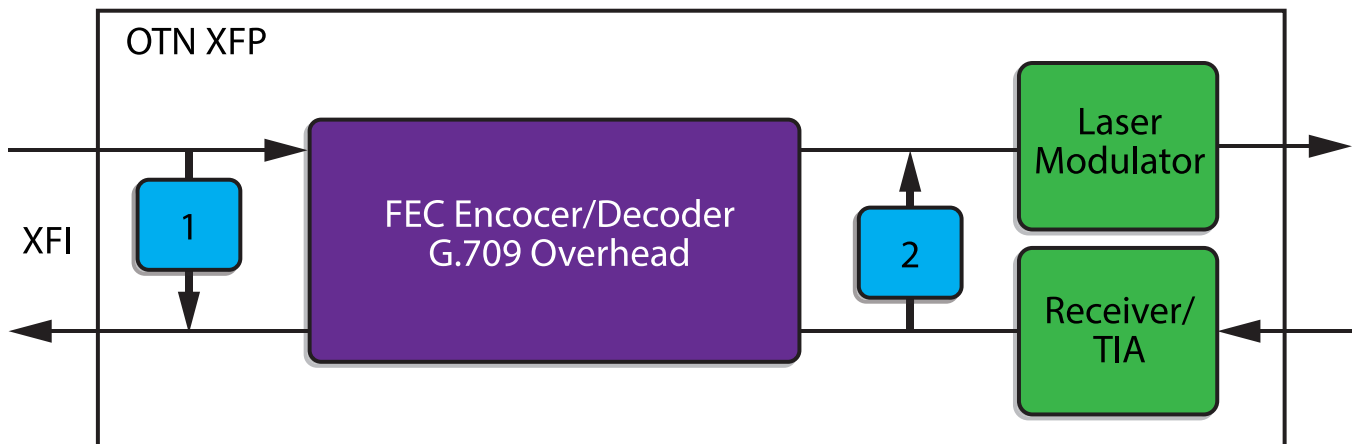 OTN XFP
Laser
Modulator
1
FEC Encocer/Decoder
G.709 Overhead
XFI
2
Receiver/
TIA